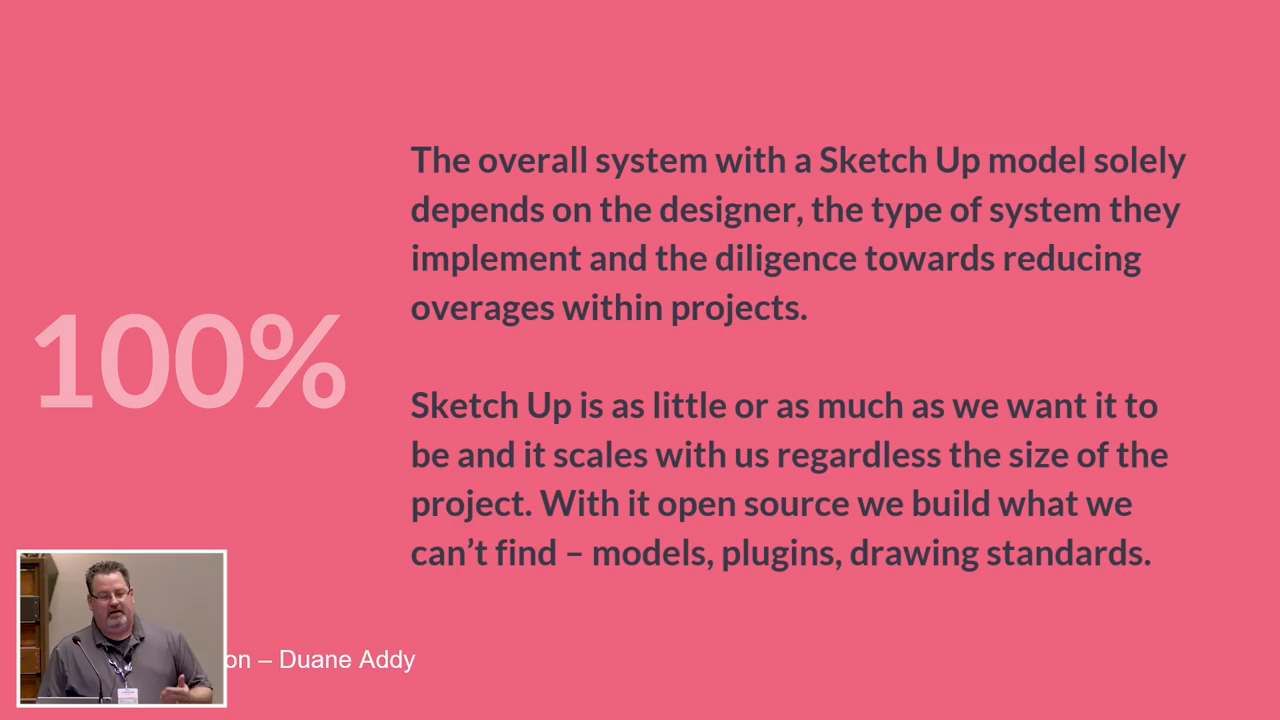 The overall system with a Sketch Up model solely
depends on the designer, the type of system they
implement and the diligence towards reducing
overages within projects.
100%
Sketch Up is as little or as much as we want it to
be and it scales with us regardless the size of the
project. With it open source we build what we
can’t find – models, plugins, drawing standards.
on – Duane Addy